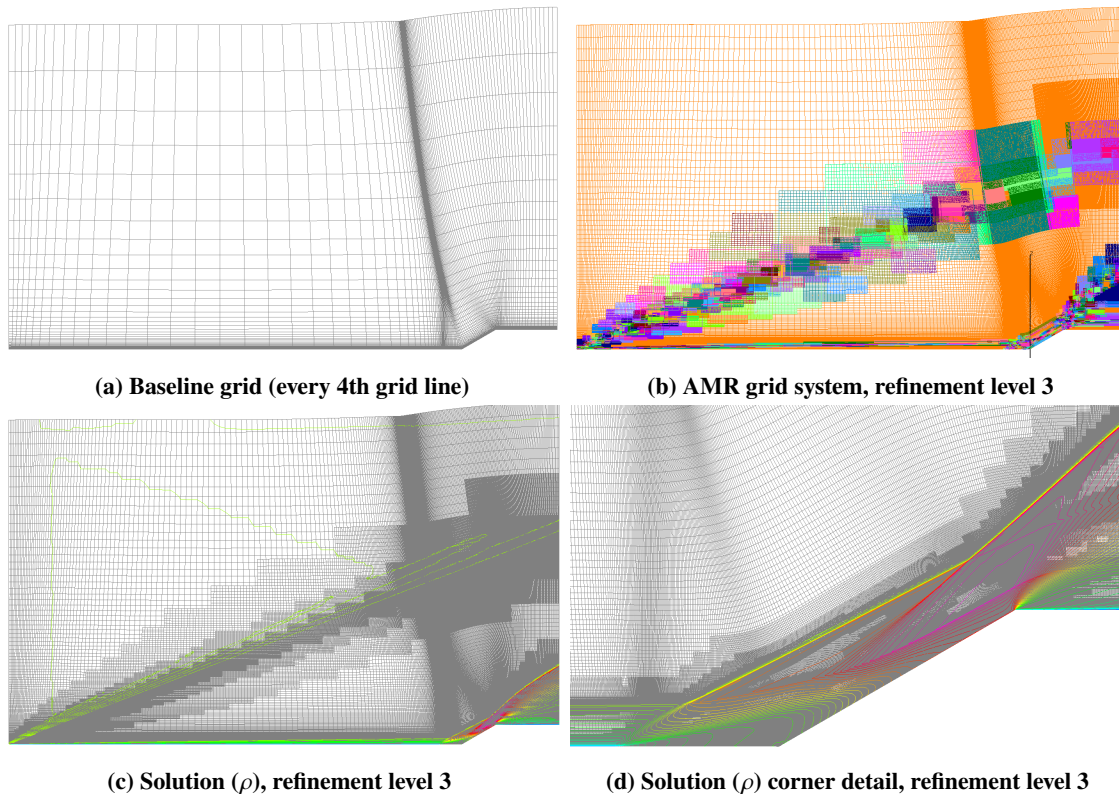 (a) Baseline grid (every 4th grid line)
(b) AMR grid system, refinement level 3
(c) Solution (ρ), refinement level 3
(d) Solution (ρ) corner detail, refinement level 3